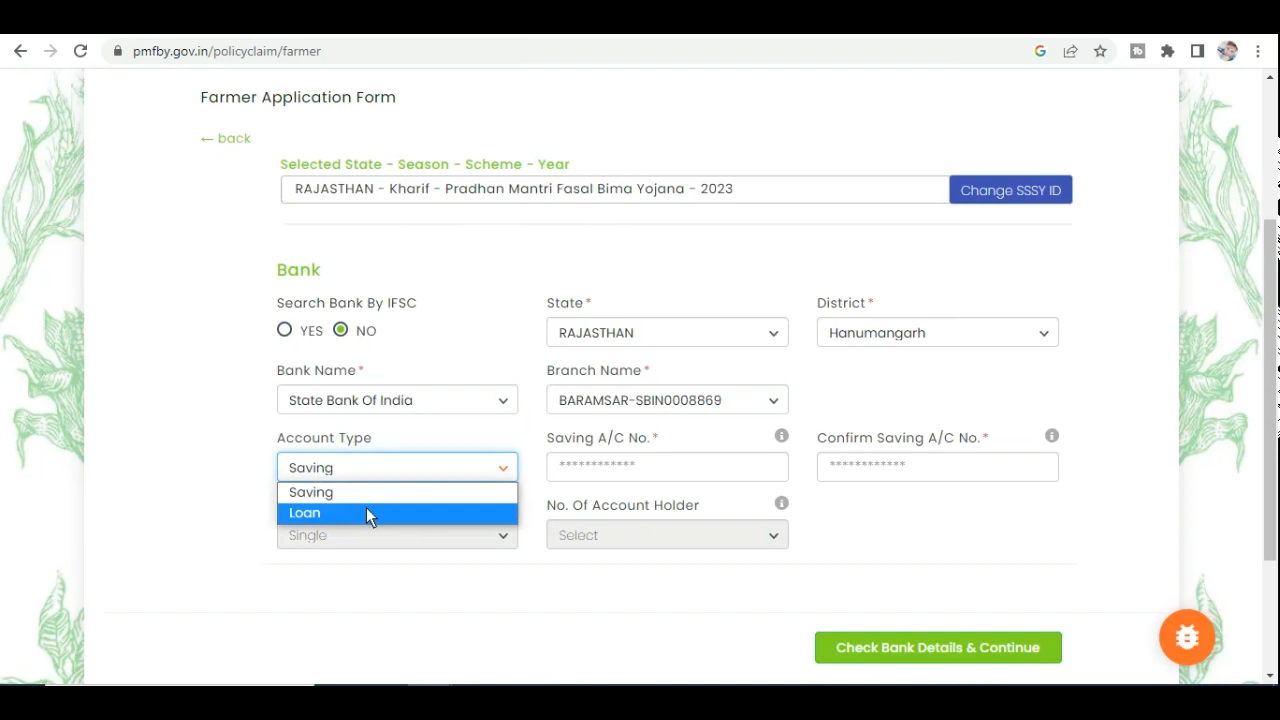 pmfby.gov.in/policyclaim/farmer
Farmer Application Form
← back
Selected State - Season - Scheme - Year
RAJASTHAN - Kharif - Pradhan Mantri Fasal Bima Yojana - 2023
Change SSSY ID
Bank
Search Bank By IFSC
YES NO
State*
RAJASTHAN
District*
Hanumangarh
Bank Name*
State Bank Of India
Branch Name*
BARAMSAR-SBIN0008869
Account Type
Saving
Saving
Loan
Single
Saving A/C No.*
************
Confirm Saving A/C No.*
************
No. Of Account Holder
Select
Check Bank Details & Continue